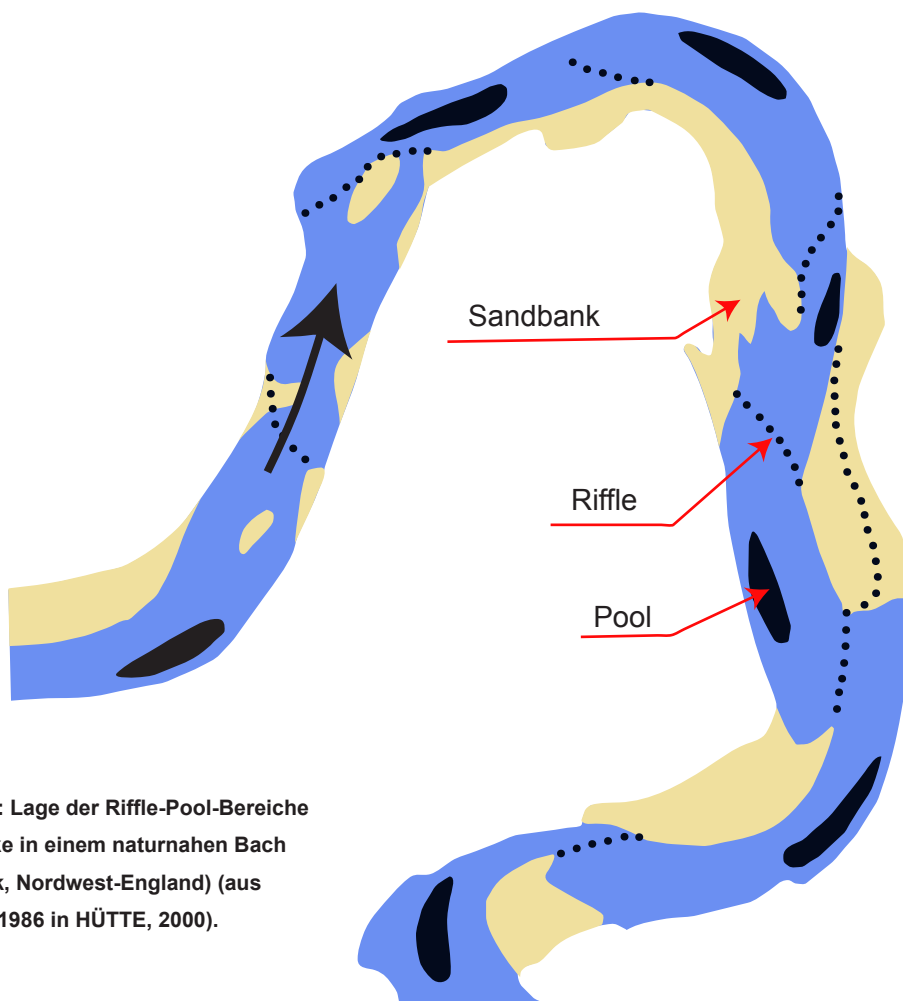 Sandbank
Riffle
Pool
: Lage der Riffle-Pool-Bereiche
e in einem naturnahen Bach
, Nordwest-England) (aus
1986 in HÜTTE, 2000).